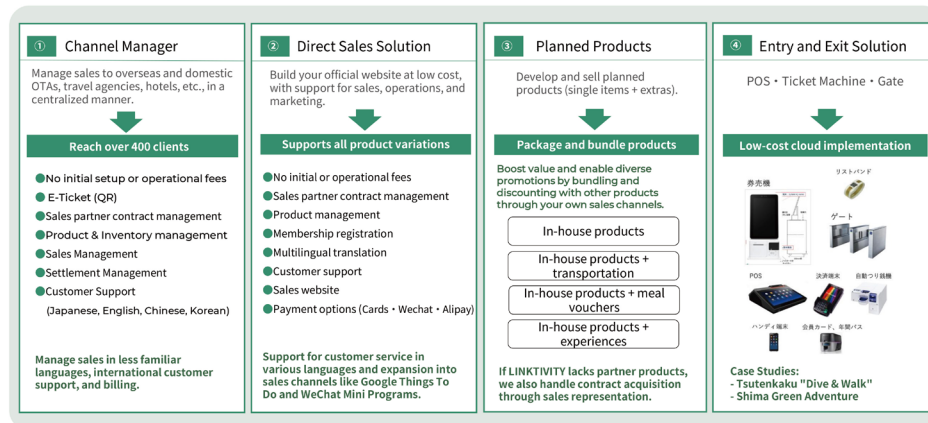 ① Channel Manager
Manage sales to overseas and domestic
OTAs, travel agencies, hotels, etc., in a
centralized manner.
Reach over 400 clients
●No initial setup or operational fees
● E-Ticket (QR)
●Sales partner contract management
●Product & Inventory management
●Sales Management
●Settlement Management
●Customer Support
(Japanese, English, Chinese, Korean)
Manage sales in less familiar
languages, international customer
support, and billing.
② Direct Sales Solution
Build your official website at low cost,
with support for sales, operations, and
marketing.
Supports all product variations
●No initial or operational fees
●Sales partner contract management
●Product management
●Membership registration
●Multilingual translation
●Customer support
●Sales website
●Payment options (Cards・Wechat・Alipay)
Support for customer service in
various languages and expansion into
sales channels like Google Things To
Do and WeChat Mini Programs.
③ Planned Products
Develop and sell planned
products (single items + extras).
Package and bundle products
Boost value and enable diverse
promotions by bundling and
discounting with other products
through your own sales channels.
In-house products
In-house products +
transportation
In-house products + meal
vouchers
In-house products +
experiences
If LINKTIVITY lacks partner products,
we also handle contract acquisition
through sales representation.
④ Entry and Exit Solution
POS・Ticket Machine・Gate
Low-cost cloud implementation
券売機
リストバンド
ゲート
POS
決済端末
自動つり銭機
ハンディ端末
会員カード、年間パス
Case Studies:
- Tsutenkaku "Dive & Walk"
- Shima Green Adventure